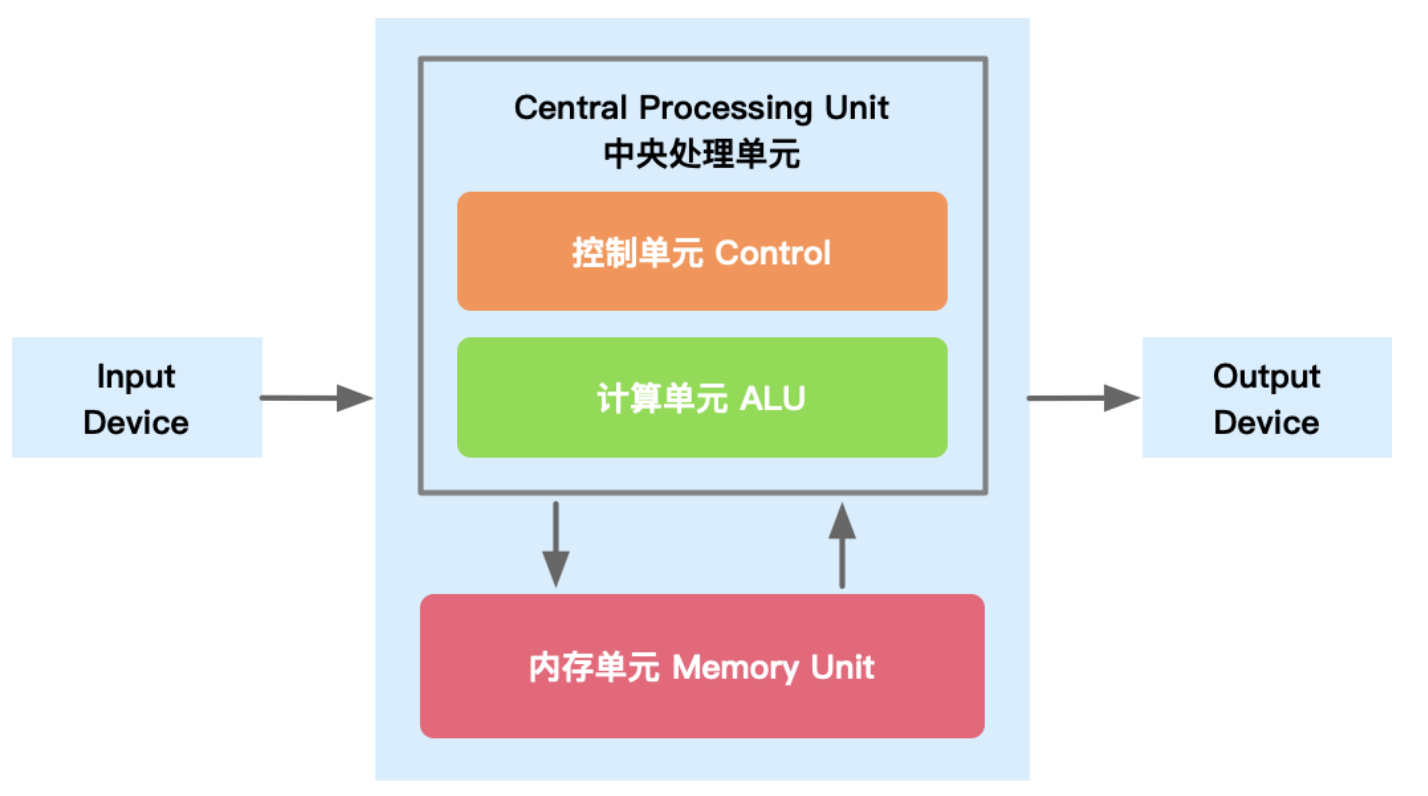 Central Processing Unit
中央处理单元
控制单元 Control
计算单元 ALU
Input
Device
Output
Device
内存单元 Memory Unit